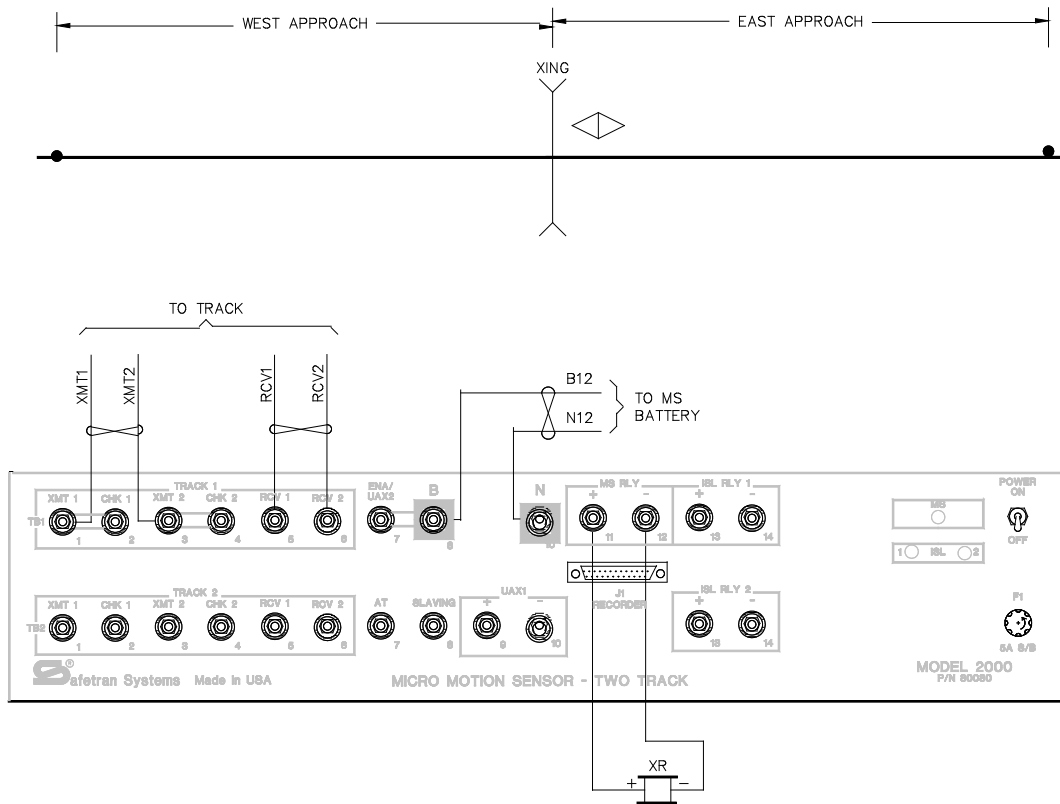 WEST APPROACH
EAST APPROACH
XING
TO TRACK
XMT1
XMT2
RCV1
RCV2
B12
N12
TO MS
BATTERY
TRACK 1
XMT 1 CHK 1 XMT 2 CHK 2 RCV 1 RCV 2
ENA/
UAX2
B
N
MS RLY
+ -
ISL RLY 1
+ -
POWER
ON
OFF
MS
1 ISL 2
TB1
1 2 3 4 5 6 7 8 10 11 12 13 14
J1
RECORDER
TRACK 2
XMT 1 CHK 1 XMT 2 CHK 2 RCV 1 RCV 2
AT
SLAVING
UAX1
+ -
ISL RLY 2
+ -
F1
5A S/B
TB2
1 2 3 4 5 6 7 8 9 10 13 14
Safetran Systems Made in USA
®
MICRO MOTION SENSOR - TWO TRACK
MODEL 2000
P/N 80080
XR
+ -